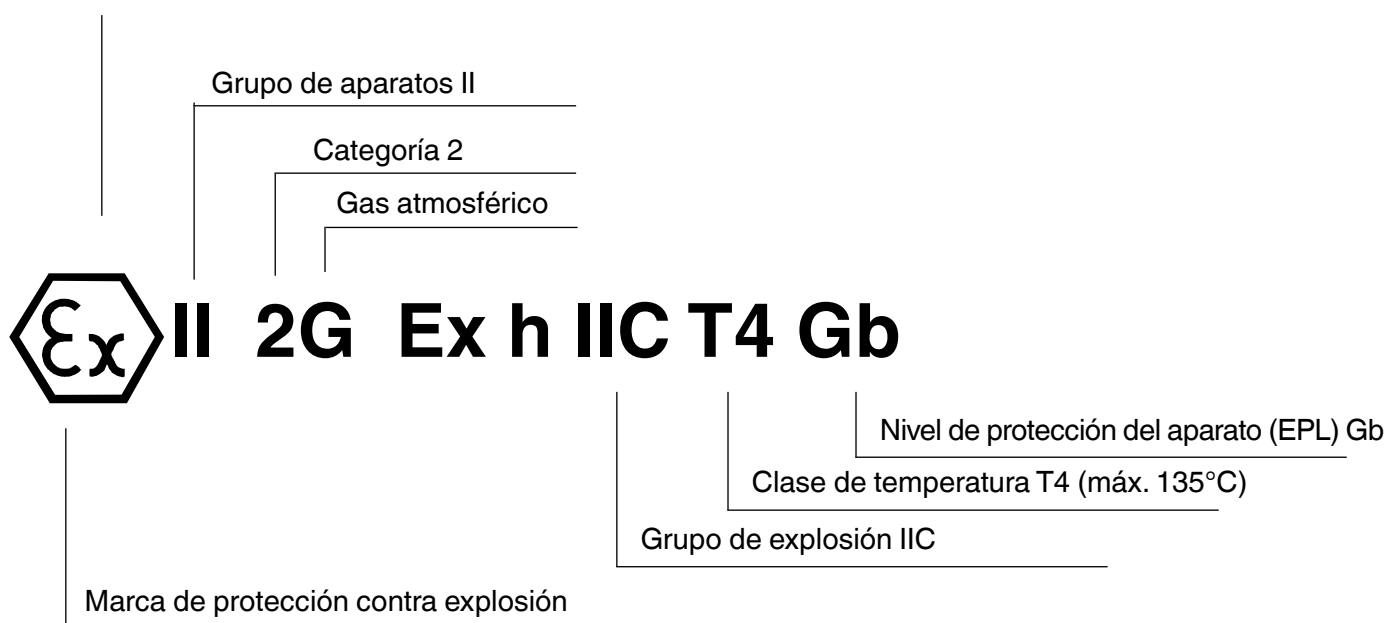 Grupo de aparatos II
Categoría 2
Gas atmosférico
Ex II 2G Ex h IIC T4 Gb
Nivel de protección del aparato (EPL) Gb
Clase de temperatura T4 (máx. 135°C)
Grupo de explosión IIC
Marca de protección contra explosión